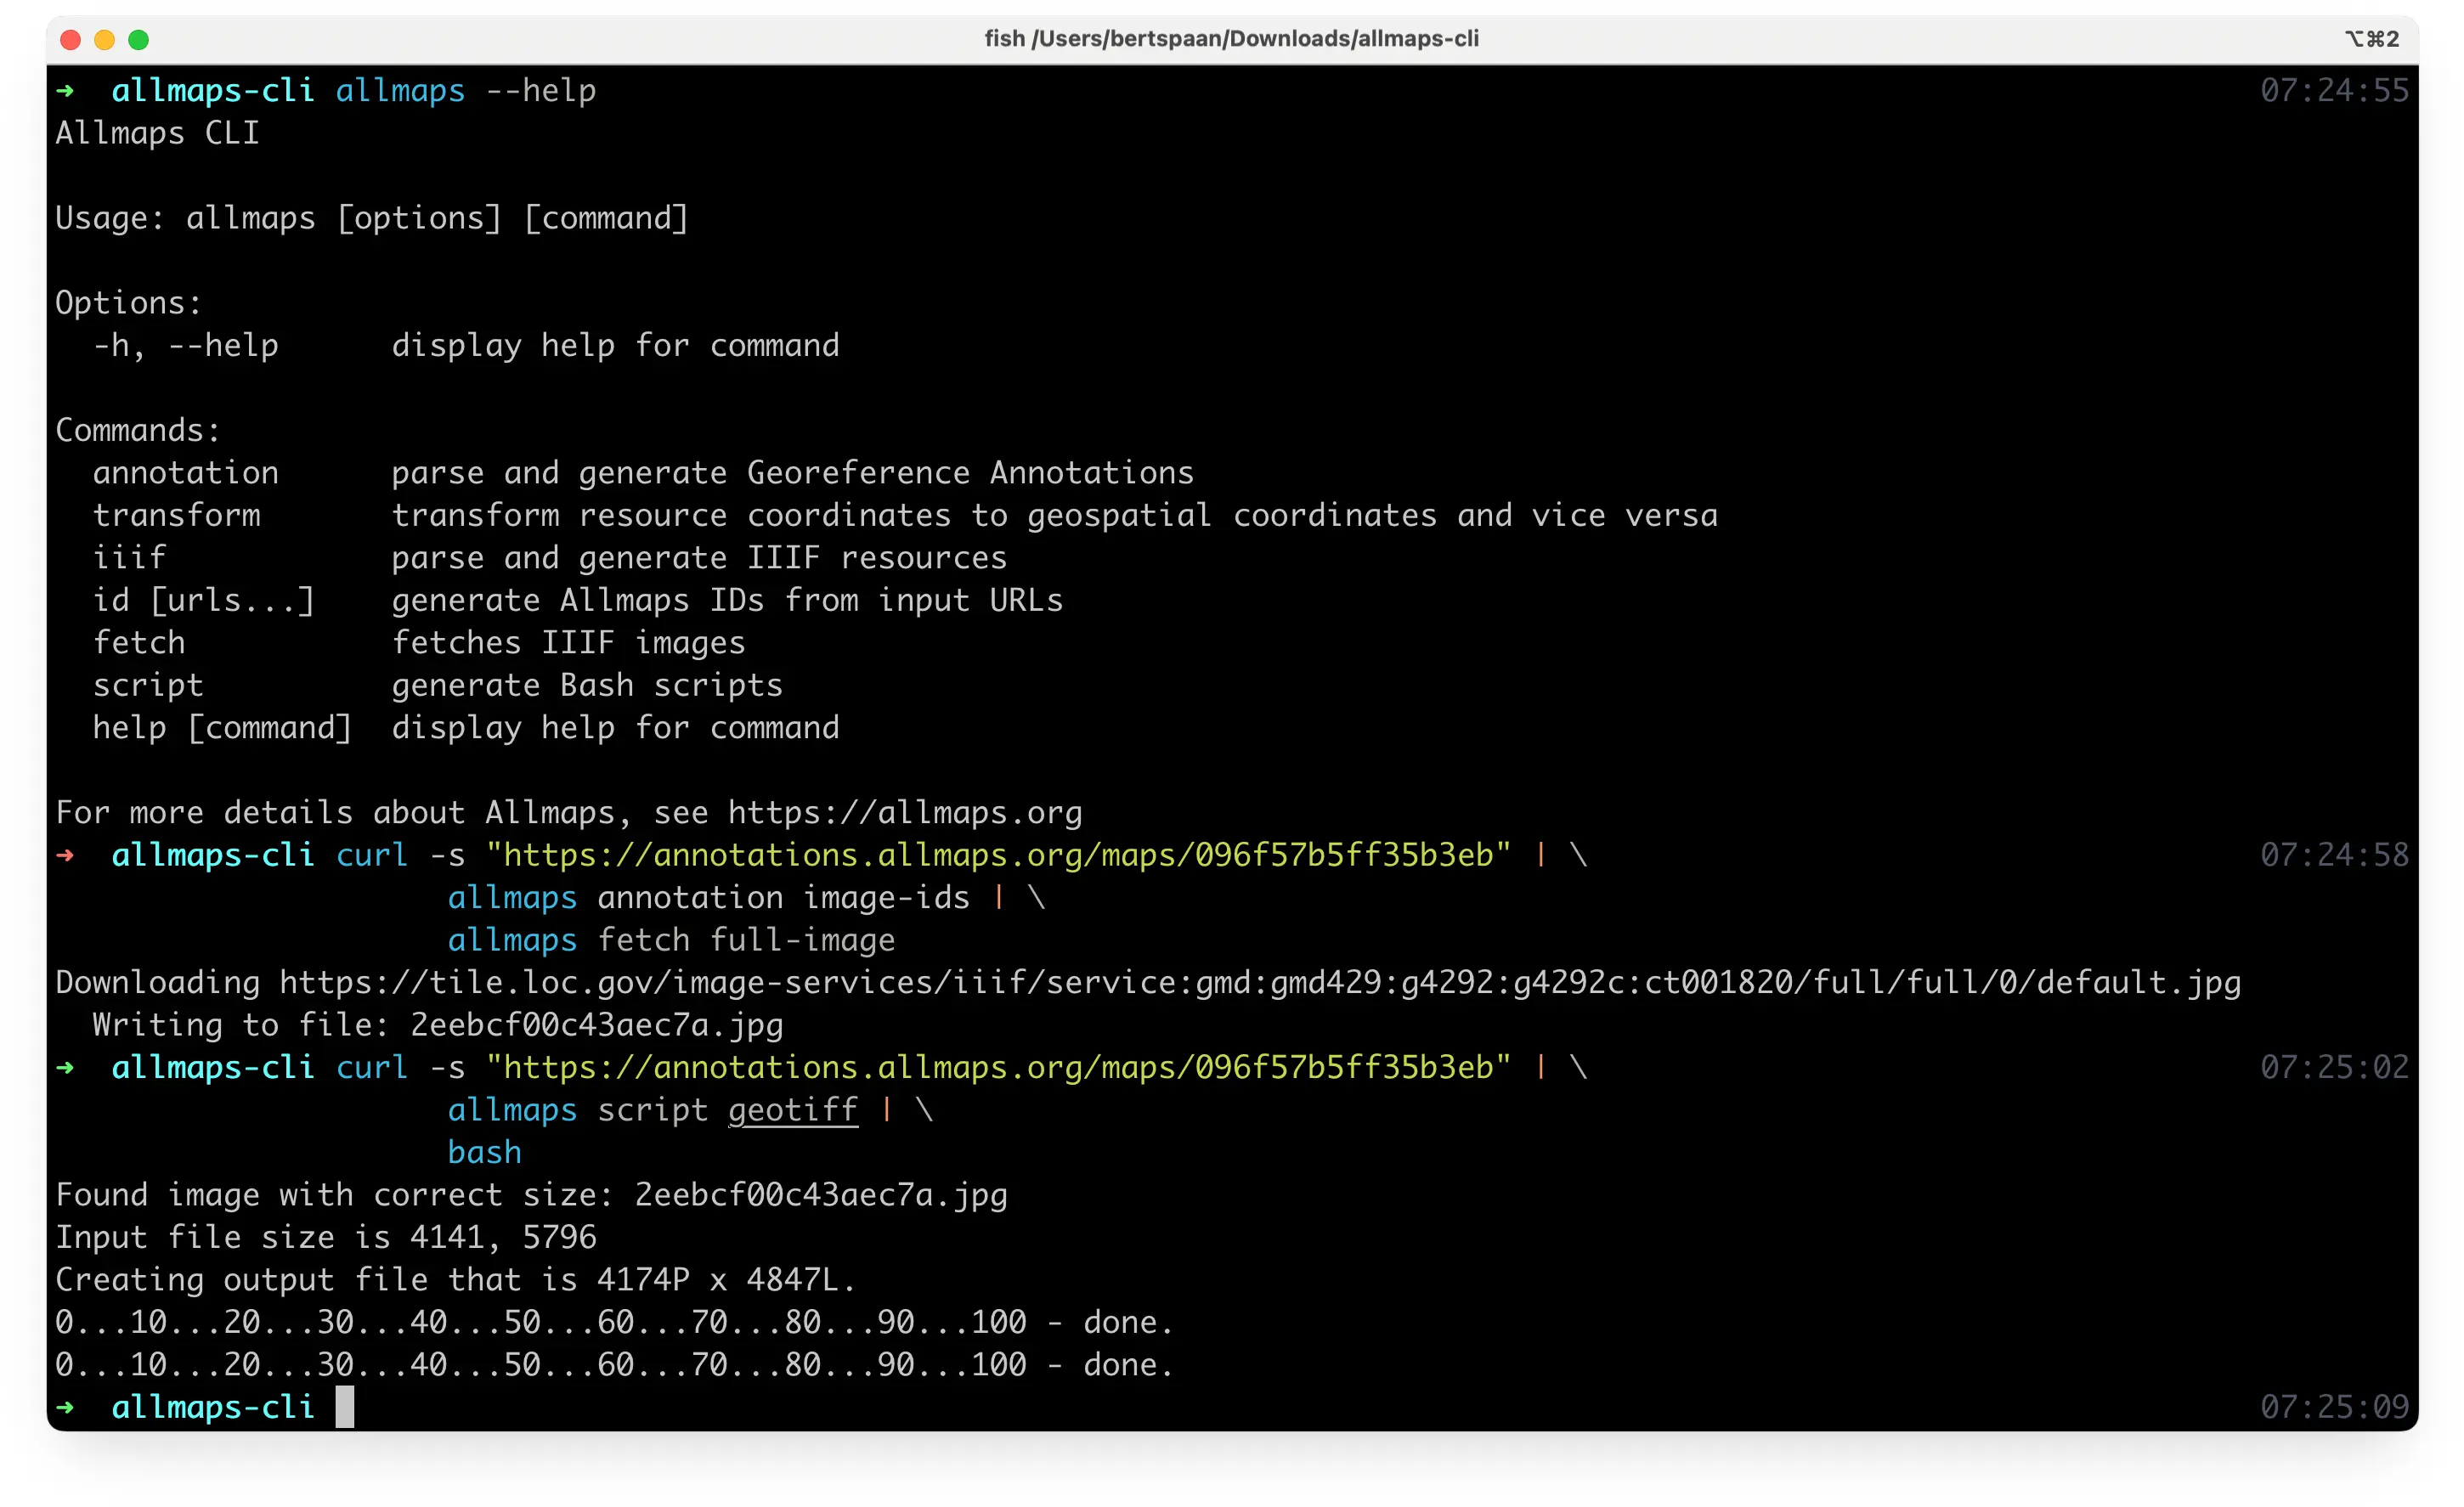 fish /Users/bertspaan/Downloads/allmaps-cli ⌥⌘2
➜ allmaps-cli allmaps --help 07:24:55
Allmaps CLI
Usage: allmaps [options] [command]
Options:
-h, --help display help for command
Commands:
annotation parse and generate Georeference Annotations
transform transform resource coordinates to geospatial coordinates and vice versa
iiif parse and generate IIIF resources
id [urls...] generate Allmaps IDs from input URLs
fetch fetches IIIF images
script generate Bash scripts
help [command] display help for command
For more details about Allmaps, see https://allmaps.org
➜ allmaps-cli curl -s "https://annotations.allmaps.org/maps/096f57b5ff35b3eb" | \ 07:24:58
allmaps annotation image-ids | \
allmaps fetch full-image
Downloading https://tile.loc.gov/image-services/iiif/service:gmd:gmd429:g4292:g4292c:ct001820/full/full/0/default.jpg
Writing to file: 2eebcf00c43aec7a.jpg
➜ allmaps-cli curl -s "https://annotations.allmaps.org/maps/096f57b5ff35b3eb" | \ 07:25:02
allmaps script geotiff | \
bash
Found image with correct size: 2eebcf00c43aec7a.jpg
Input file size is 4141, 5796
Creating output file that is 4174P x 4847L.
0...10...20...30...40...50...60...70...80...90...100 - done.
0...10...20...30...40...50...60...70...80...90...100 - done.
➜ allmaps-cli 07:25:09